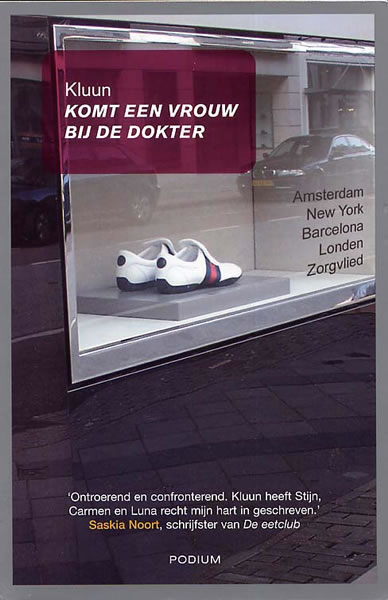 Kluun
KOMT EEN VROUW
BIJ DE DOKTER
Amsterdam
New York
Barcelona
Londen
Zorgvlied
'Ontroerend en confronterend. Kluun heeft Stijn,
Carmen en Luna recht mijn hart in geschreven.'
Saskia Noort, schrijfster van De eetclub
PODIUM